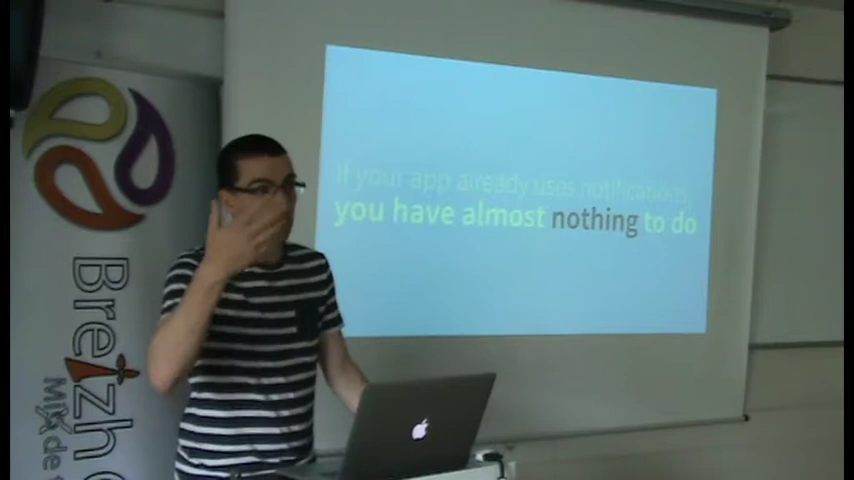 If your app already uses notifications,
you have almost nothing to do
Breizh